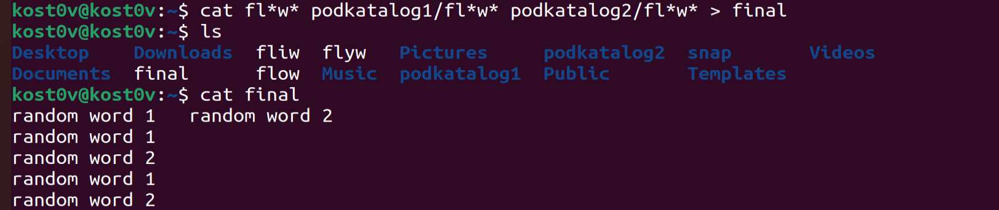 kost0v@kost0v:~$ cat fl*w* podkatalog1/fl*w* podkatalog2/fl*w* > final
kost0v@kost0v:~$ ls
Desktop    Downloads  fliw  flyw   Pictures     podkatalog2  snap       Videos
Documents  final      flow  Music  podkatalog1  Public       Templates
kost0v@kost0v:~$ cat final
random word 1   random word 2
random word 1
random word 2
random word 1
random word 2